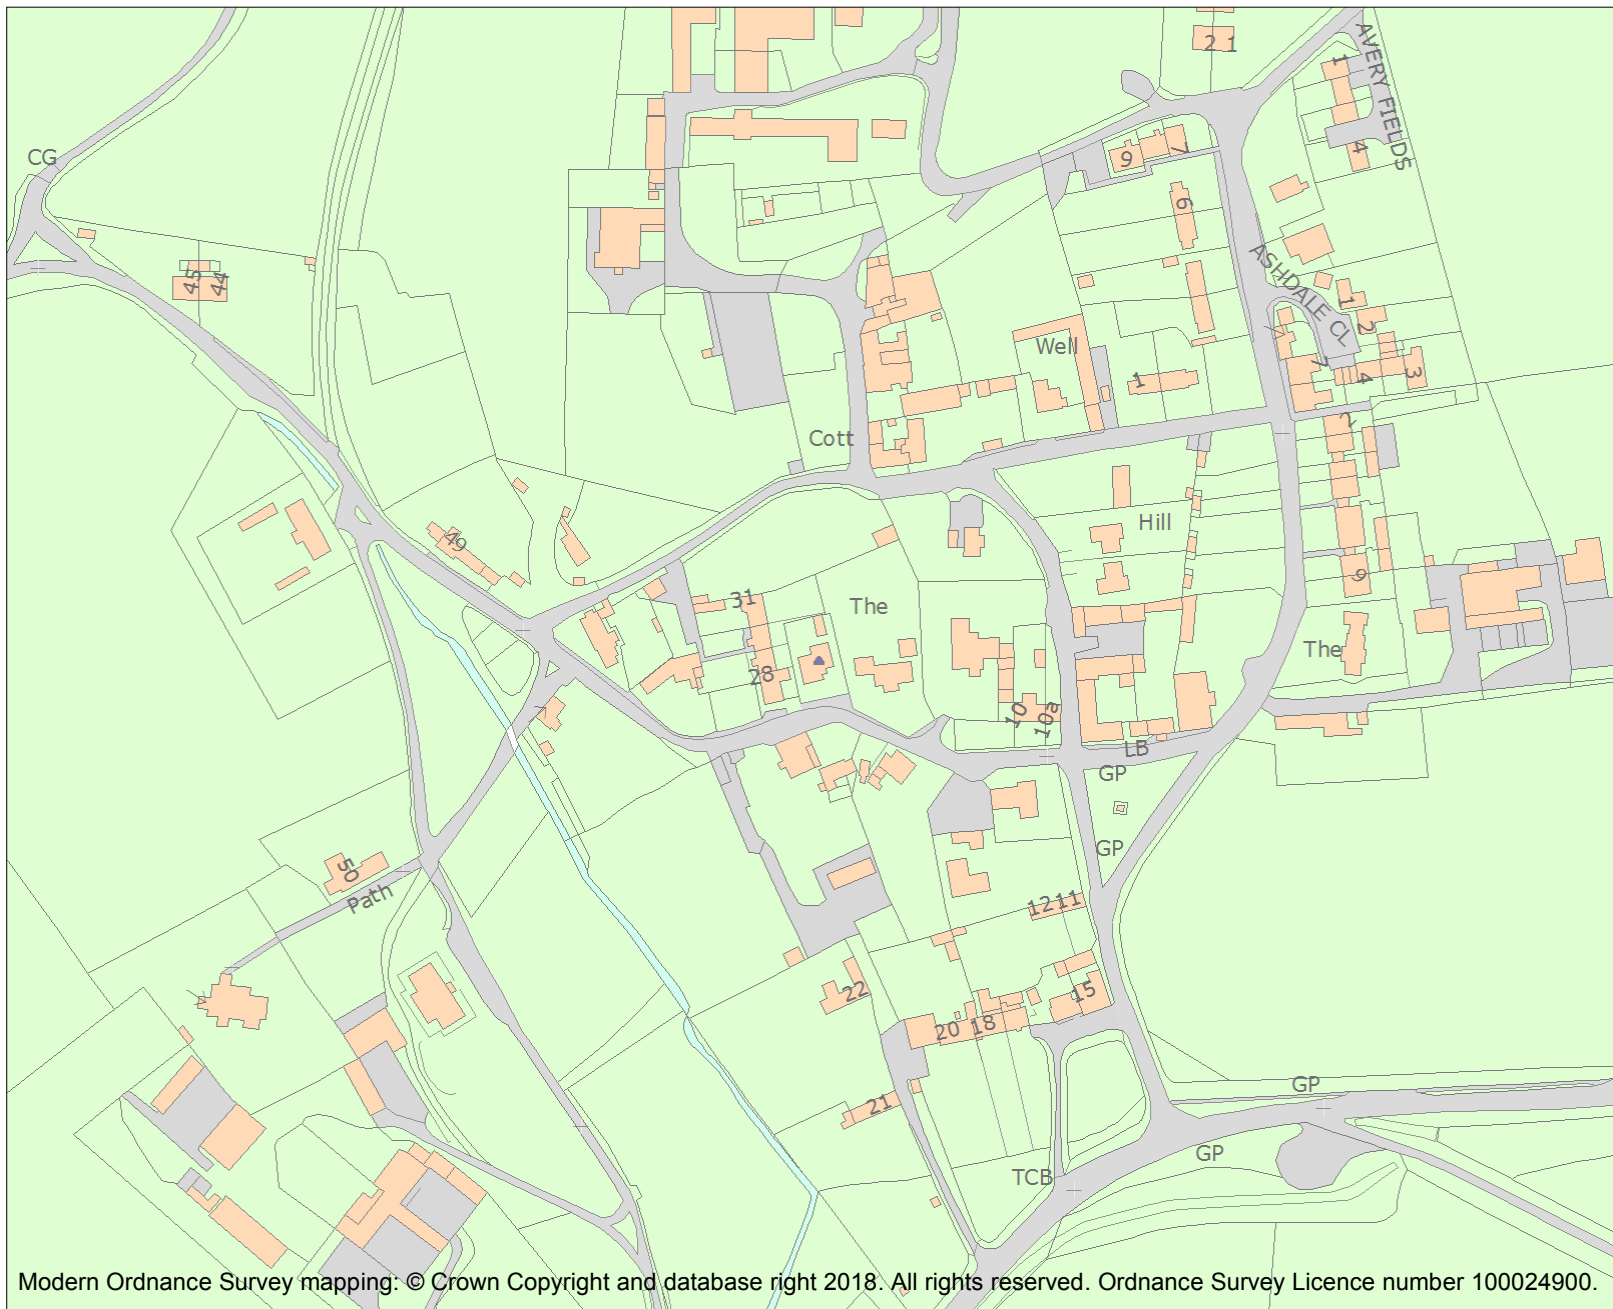 2 1
AVERY FIELDS
1
4
CG
9
7
6
45
44
ASHDALE CL
1
2
Well
1
7
4
3
Cott
2
Hill
49
9
31
The
The
28
10
10a
LB
GP
GP
50
Path
12 11
22
15
20
18
21
GP
GP
TCB
Modern Ordnance Survey mapping: © Crown Copyright and database right 2018. All rights reserved. Ordnance Survey Licence number 100024900.